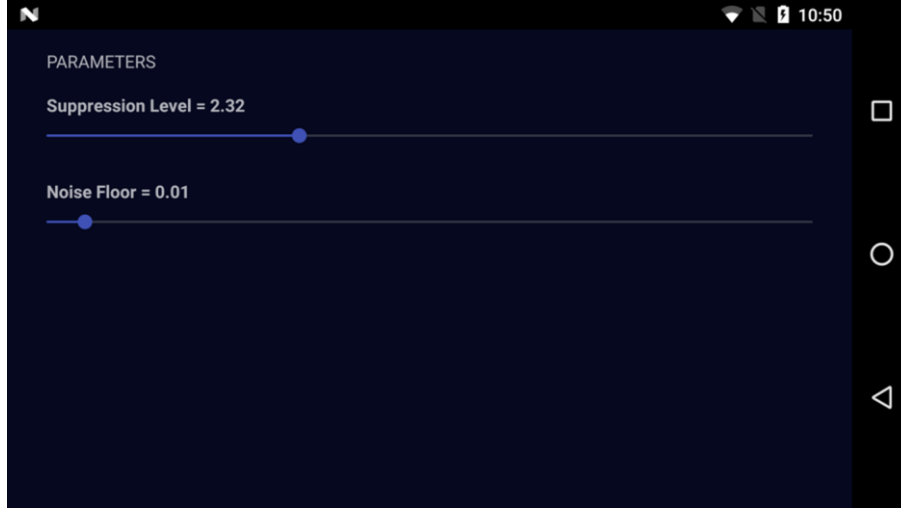 10:50
PARAMETERS
Suppression Level = 2.32
Noise Floor = 0.01